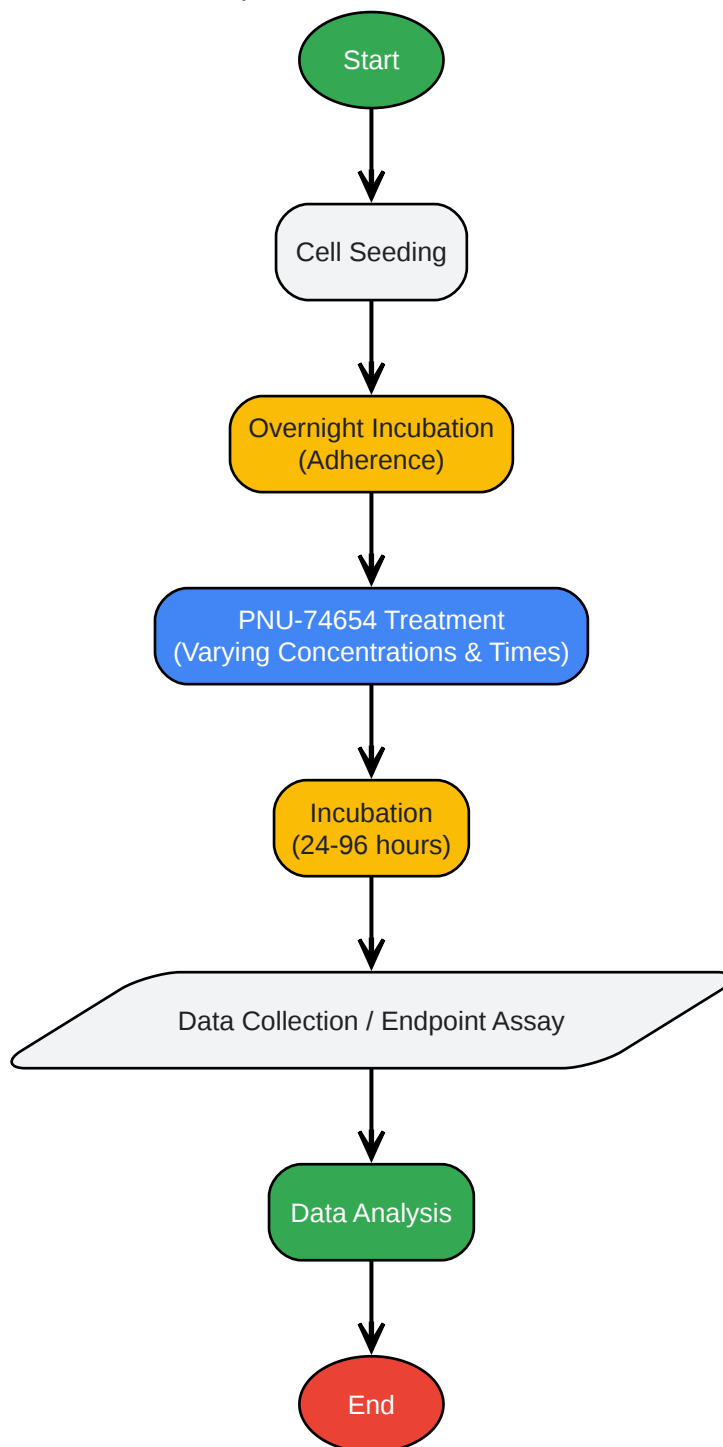 Start
Cell Seeding
Overnight Incubation
(Adherence)
PNU-74654 Treatment
(Varying Concentrations & Times)
Incubation
(24-96 hours)
Data Collection / Endpoint Assay
Data Analysis
End